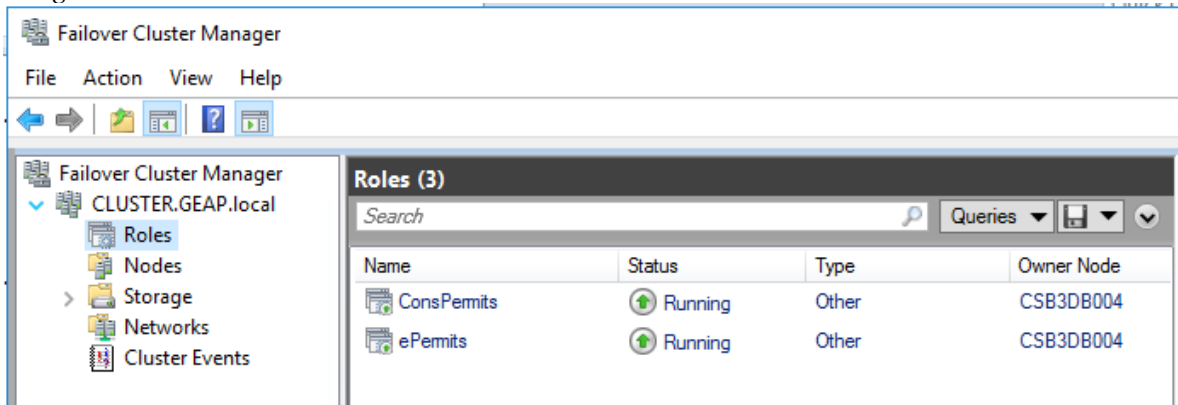 Failover Cluster Manager
File Action View Help
Failover Cluster Manager
CLUSTER.GEAP.local
Roles
Nodes
Storage
Networks
Cluster Events
Roles (3)
Search Queries
Name Status Type Owner Node
ConsPermits Running Other CSB3DB004
ePermits Running Other CSB3DB004